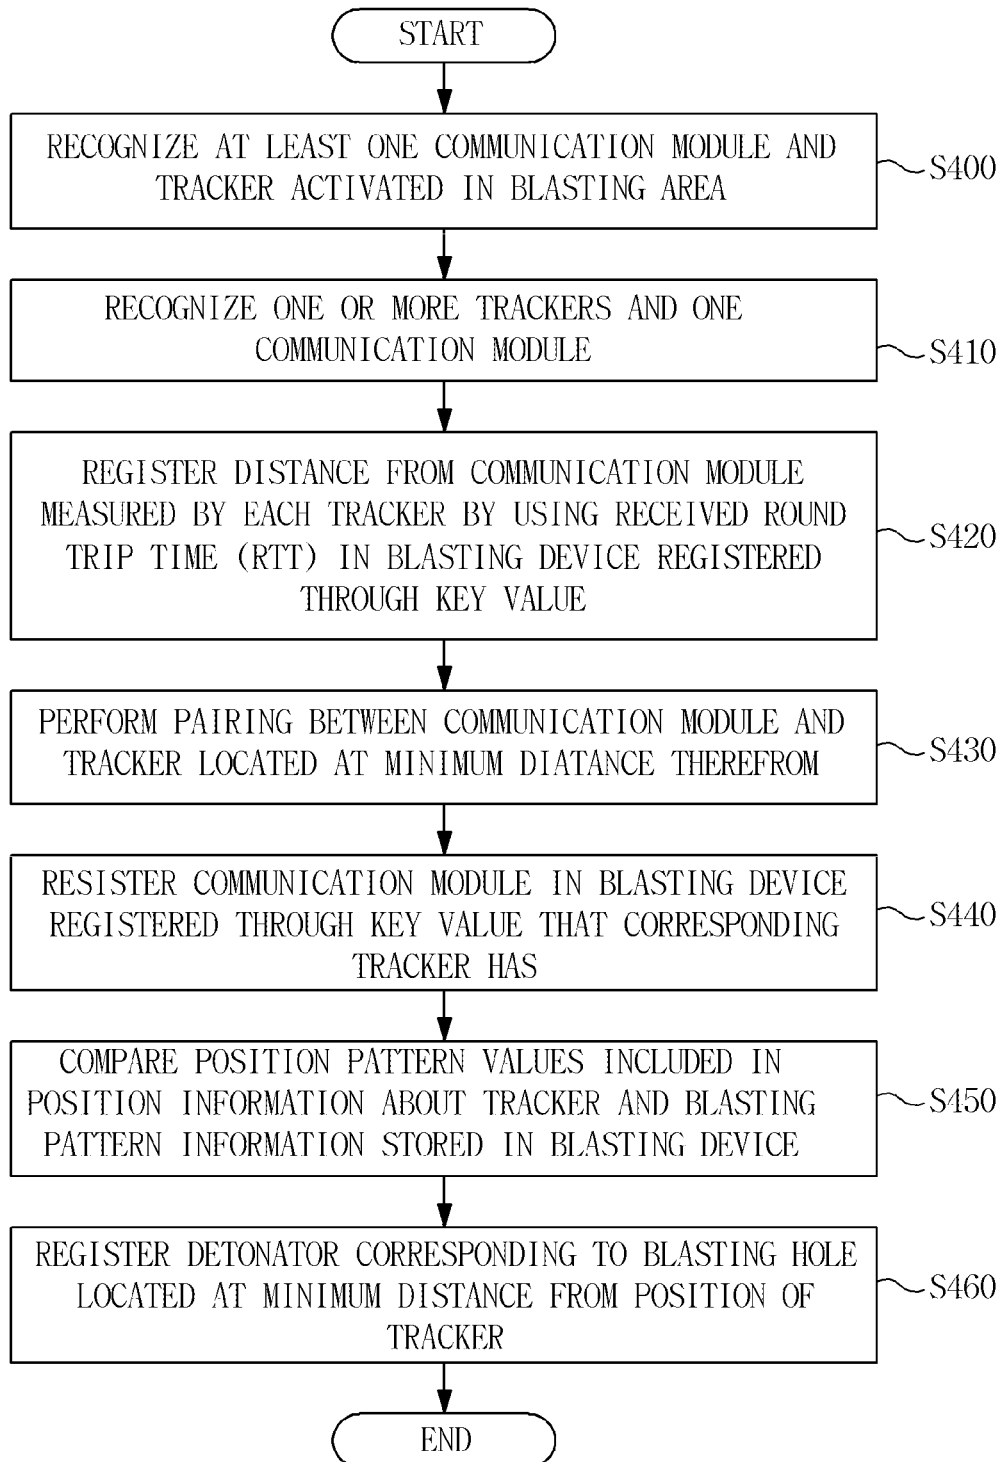 START
RECOGNIZE AT LEAST ONE COMMUNICATION MODULE AND
TRACKER ACTIVATED IN BLASTING AREA
S400
RECOGNIZE ONE OR MORE TRACKERS AND ONE
COMMUNICATION MODULE
S410
REGISTER DISTANCE FROM COMMUNICATION MODULE
MEASURED BY EACH TRACKER BY USING RECEIVED ROUND
TRIP TIME (RTT) IN BLASTING DEVICE REGISTERED
THROUGH KEY VALUE
S420
PERFORM PAIRING BETWEEN COMMUNICATION MODULE AND
TRACKER LOCATED AT MINIMUM DIATANCE THEREFROM
S430
RESISTER COMMUNICATION MODULE IN BLASTING DEVICE
REGISTERED THROUGH KEY VALUE THAT CORRESPONDING
TRACKER HAS
S440
COMPARE POSITION PATTERN VALUES INCLUDED IN
POSITION INFORMATION ABOUT TRACKER AND BLASTING
PATTERN INFORMATION STORED IN BLASTING DEVICE
S450
REGISTER DETONATOR CORRESPONDING TO BLASTING HOLE
LOCATED AT MINIMUM DISTANCE FROM POSITION OF
TRACKER
S460
END